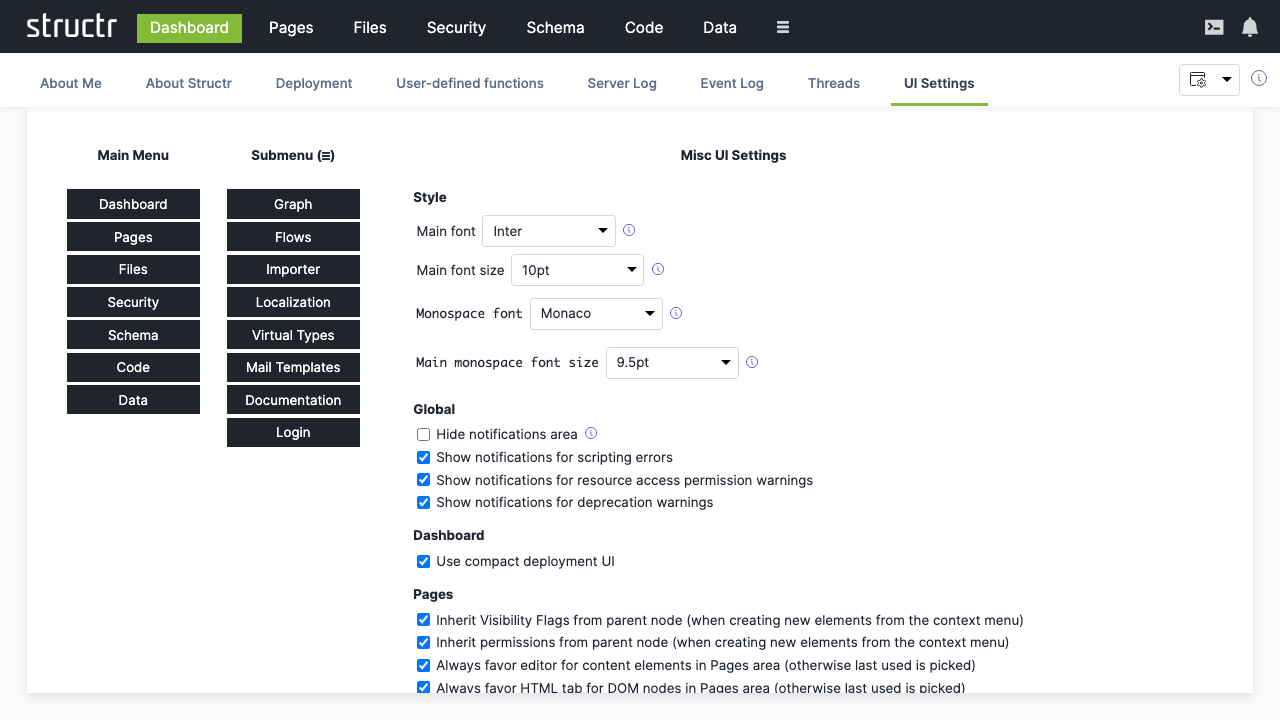 structr
Dashboard
Pages
Files
Security
Schema
Code
Data
About Me
About Structr
Deployment
User-defined functions
Server Log
Event Log
Threads
UI Settings
Main Menu
Dashboard
Pages
Files
Security
Schema
Code
Data
Submenu (≡)
Graph
Flows
Importer
Localization
Virtual Types
Mail Templates
Documentation
Login
Misc UI Settings
Style
Main font Inter
Main font size 10pt
Monospace font Monaco
Main monospace font size 9.5pt
Global
Hide notifications area
Show notifications for scripting errors
Show notifications for resource access permission warnings
Show notifications for deprecation warnings
Dashboard
Use compact deployment UI
Pages
Inherit Visibility Flags from parent node (when creating new elements from the context menu)
Inherit permissions from parent node (when creating new elements from the context menu)
Always favor editor for content elements in Pages area (otherwise last used is picked)
Always favor HTML tab for DOM nodes in Pages area (otherwise last used is picked)